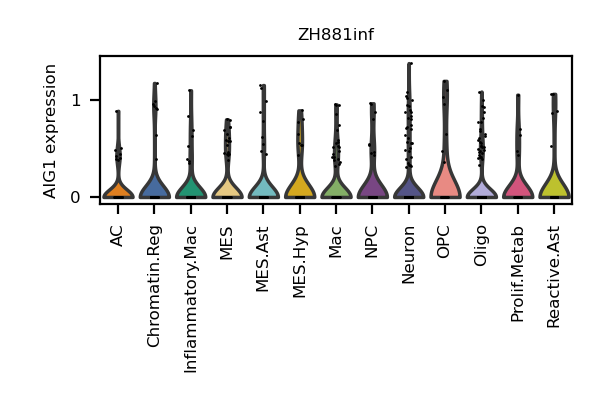 ZH881inf
AIG1 expression
1
0
AC
Chromatin.Reg
Inflammatory.Mac
MES
MES.Ast
MES.Hyp
Mac
NPC
Neuron
OPC
Oligo
Prolif.Metab
Reactive.Ast